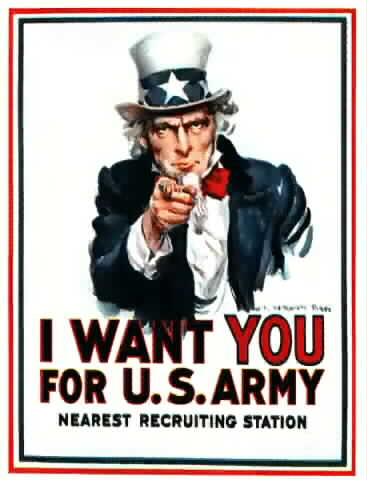 I WANT YOU
FOR U.S. ARMY
NEAREST RECRUITING STATION